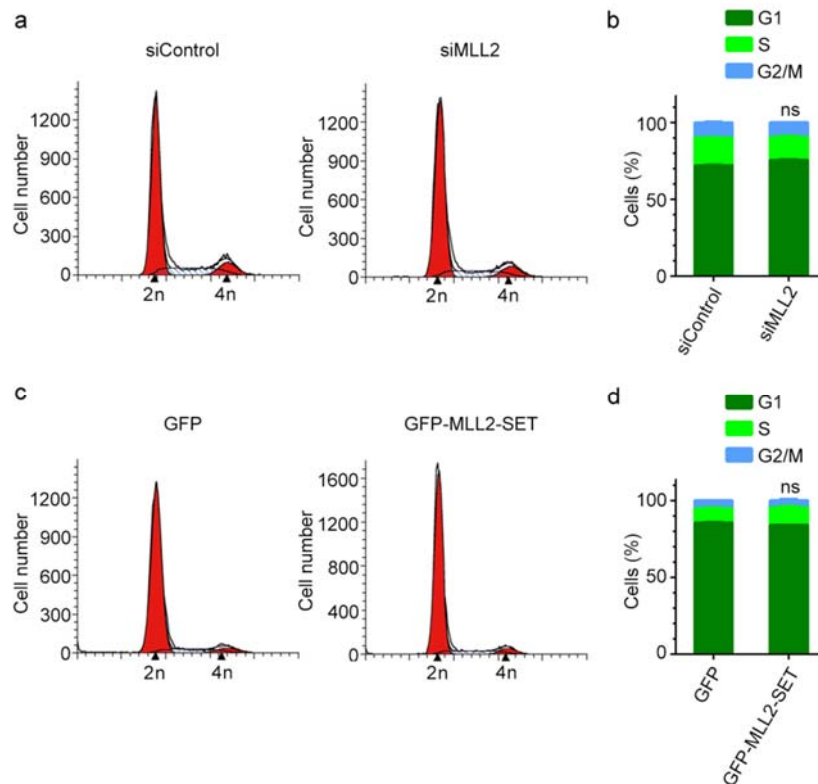 a
siControl
Cell number
1200
900
600
300
0
2n
4n
siMLL2
Cell number
1200
900
600
300
0
2n
4n
b
G1
S
G2/M
ns
Cells (%)
100
50
0
siControl
siMLL2
c
GFP
Cell number
1200
900
600
300
0
2n
4n
GFP-MLL2-SET
Cell number
1600
1200
800
400
0
2n
4n
d
G1
S
G2/M
ns
Cells (%)
100
50
0
GFP
GFP-MLL2-SET